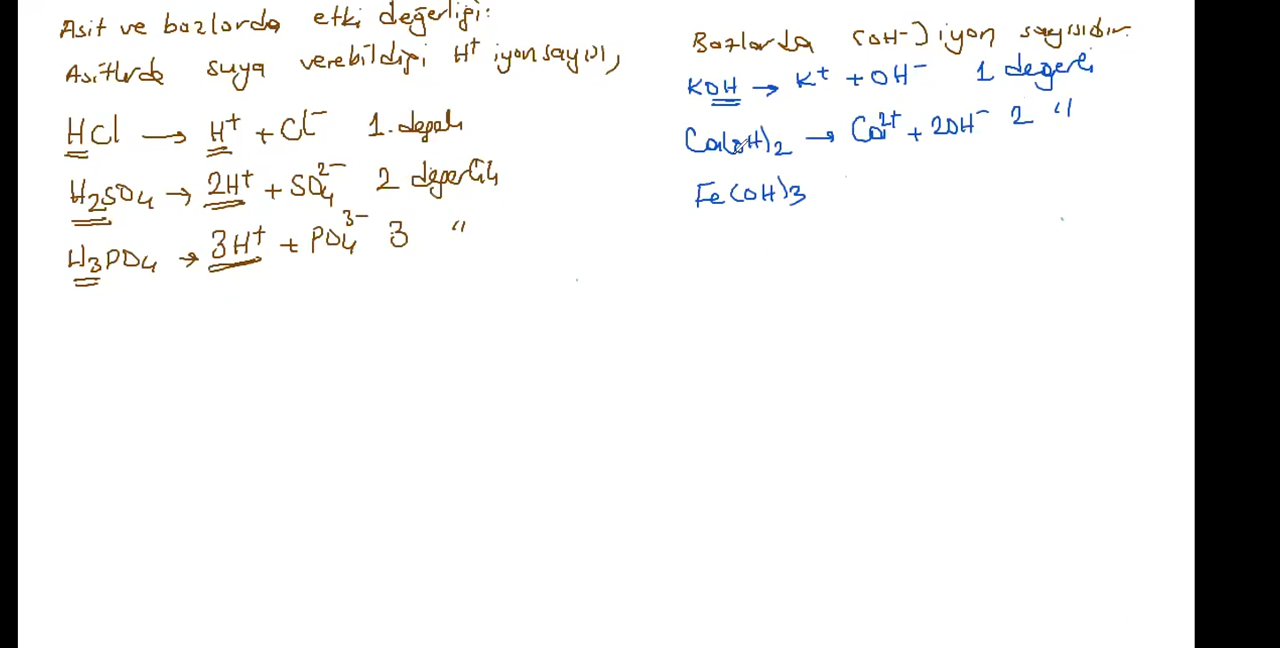 Asit ve bazlarda etki değerliği:
Asitlerde suya verebildiği H⁺ iyon sayısı,
HCl → H⁺ + Cl⁻ 1. değerli
H2SO4 → 2H⁺ + SO4²⁻ 2 değerlikli
H3PO4 → 3H⁺ + PO4³⁻ 3 "
Bazlarda (OH-) iyon sayısıdır.
KOH → K⁺ + OH⁻ 1 değerli
Ca(OH)2 → Ca²⁺ + 2OH⁻ 2 "
Fe(OH)3